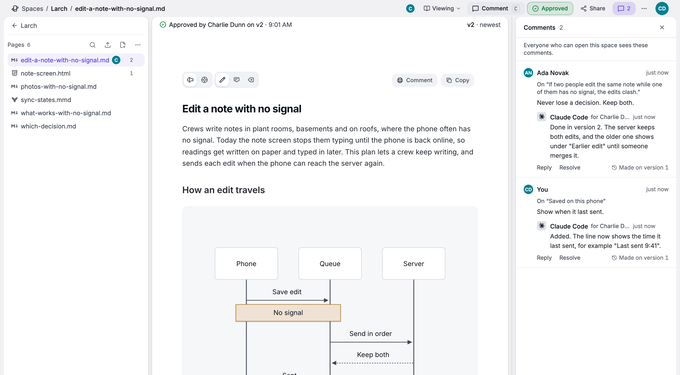 Spaces / Larch / edit-a-note-with-no-signal.md
C
Viewing
Comment C
Approved
Share
2
CD
Larch
Pages 6
M↓ edit-a-note-with-no-signal.md C 2
note-screen.html 1
M↓ photos-with-no-signal.md
sync-states.mmd
M↓ what-works-with-no-signal.md
M↓ which-decision.md
Approved by Charlie Dunn on v2 · 9:01 AM
v2 · newest
Comment
Copy
Edit a note with no signal
Crews write notes in plant rooms, basements and on roofs, where the phone often has
no signal. Today the note screen stops them typing until the phone is back online, so
readings get written on paper and typed in later. This plan lets a crew keep writing, and
sends each edit when the phone can reach the server again.
How an edit travels
Phone
Queue
Server
Save edit
No signal
Send in order
Keep both
Comments 2
Everyone who can open this space sees these
comments.
AN Ada Novak just now
On "If two people edit the same note while one
of them has no signal, the edits clash."
Never lose a decision. Keep both.
Claude Code for Charlie D... just now
Done in version 2. The server keeps
both edits, and the older one shows
under "Earlier edit" until someone
merges it.
Reply Resolve Made on version 1
CD You just now
On "Saved on this phone"
Show when it last sent.
Claude Code for Charlie D... just now
Added. The line now shows the time it
last sent, for example "Last sent 9:41".
Reply Resolve Made on version 1